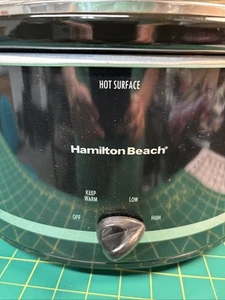 HOT SURFACE
Hamilton Beach®
KEEP
WARM
LOW
OFF
HIGH